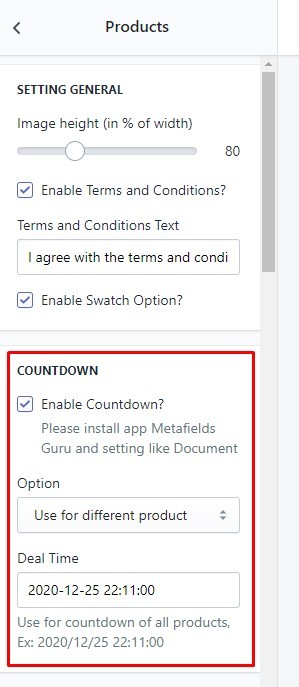 Products
SETTING GENERAL
Image height (in % of width)
80
Enable Terms and Conditions?
Terms and Conditions Text
I agree with the terms and condi
Enable Swatch Option?
COUNTDOWN
Enable Countdown?
Please install app Metafields
Guru and setting like Document
Option
Use for different product
Deal Time
2020-12-25 22:11:00
Use for countdown of all products,
Ex: 2020/12/25 22:11:00